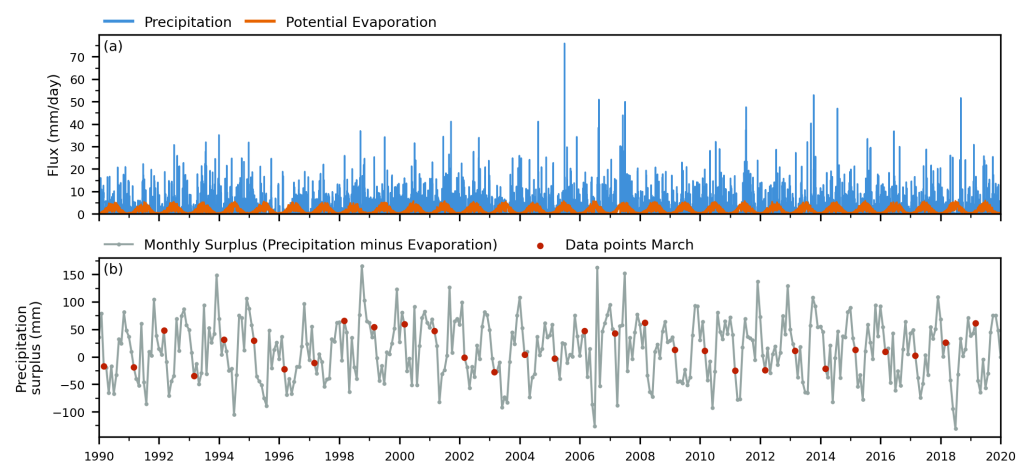 Precipitation Potential Evaporation
(a)
Flux (mm/day)
70
60
50
40
30
20
10
0
Monthly Surplus (Precipitation minus Evaporation) Data points March
(b)
Precipitation
surplus (mm)
150
100
50
0
−50
−100
1990 1992 1994 1996 1998 2000 2002 2004 2006 2008 2010 2012 2014 2016 2018 2020